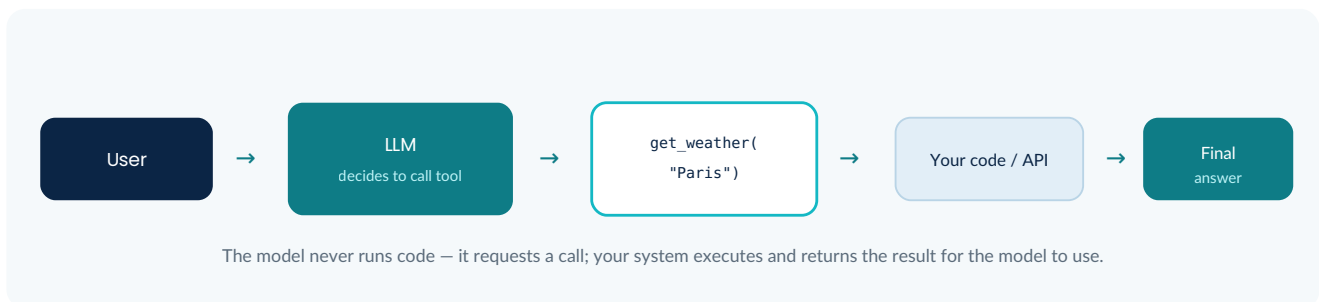 User
→
LLM
decides to call tool
→
get_weather(
"Paris")
→
Your code / API
→
Final
answer
The model never runs code — it requests a call; your system executes and returns the result for the model to use.